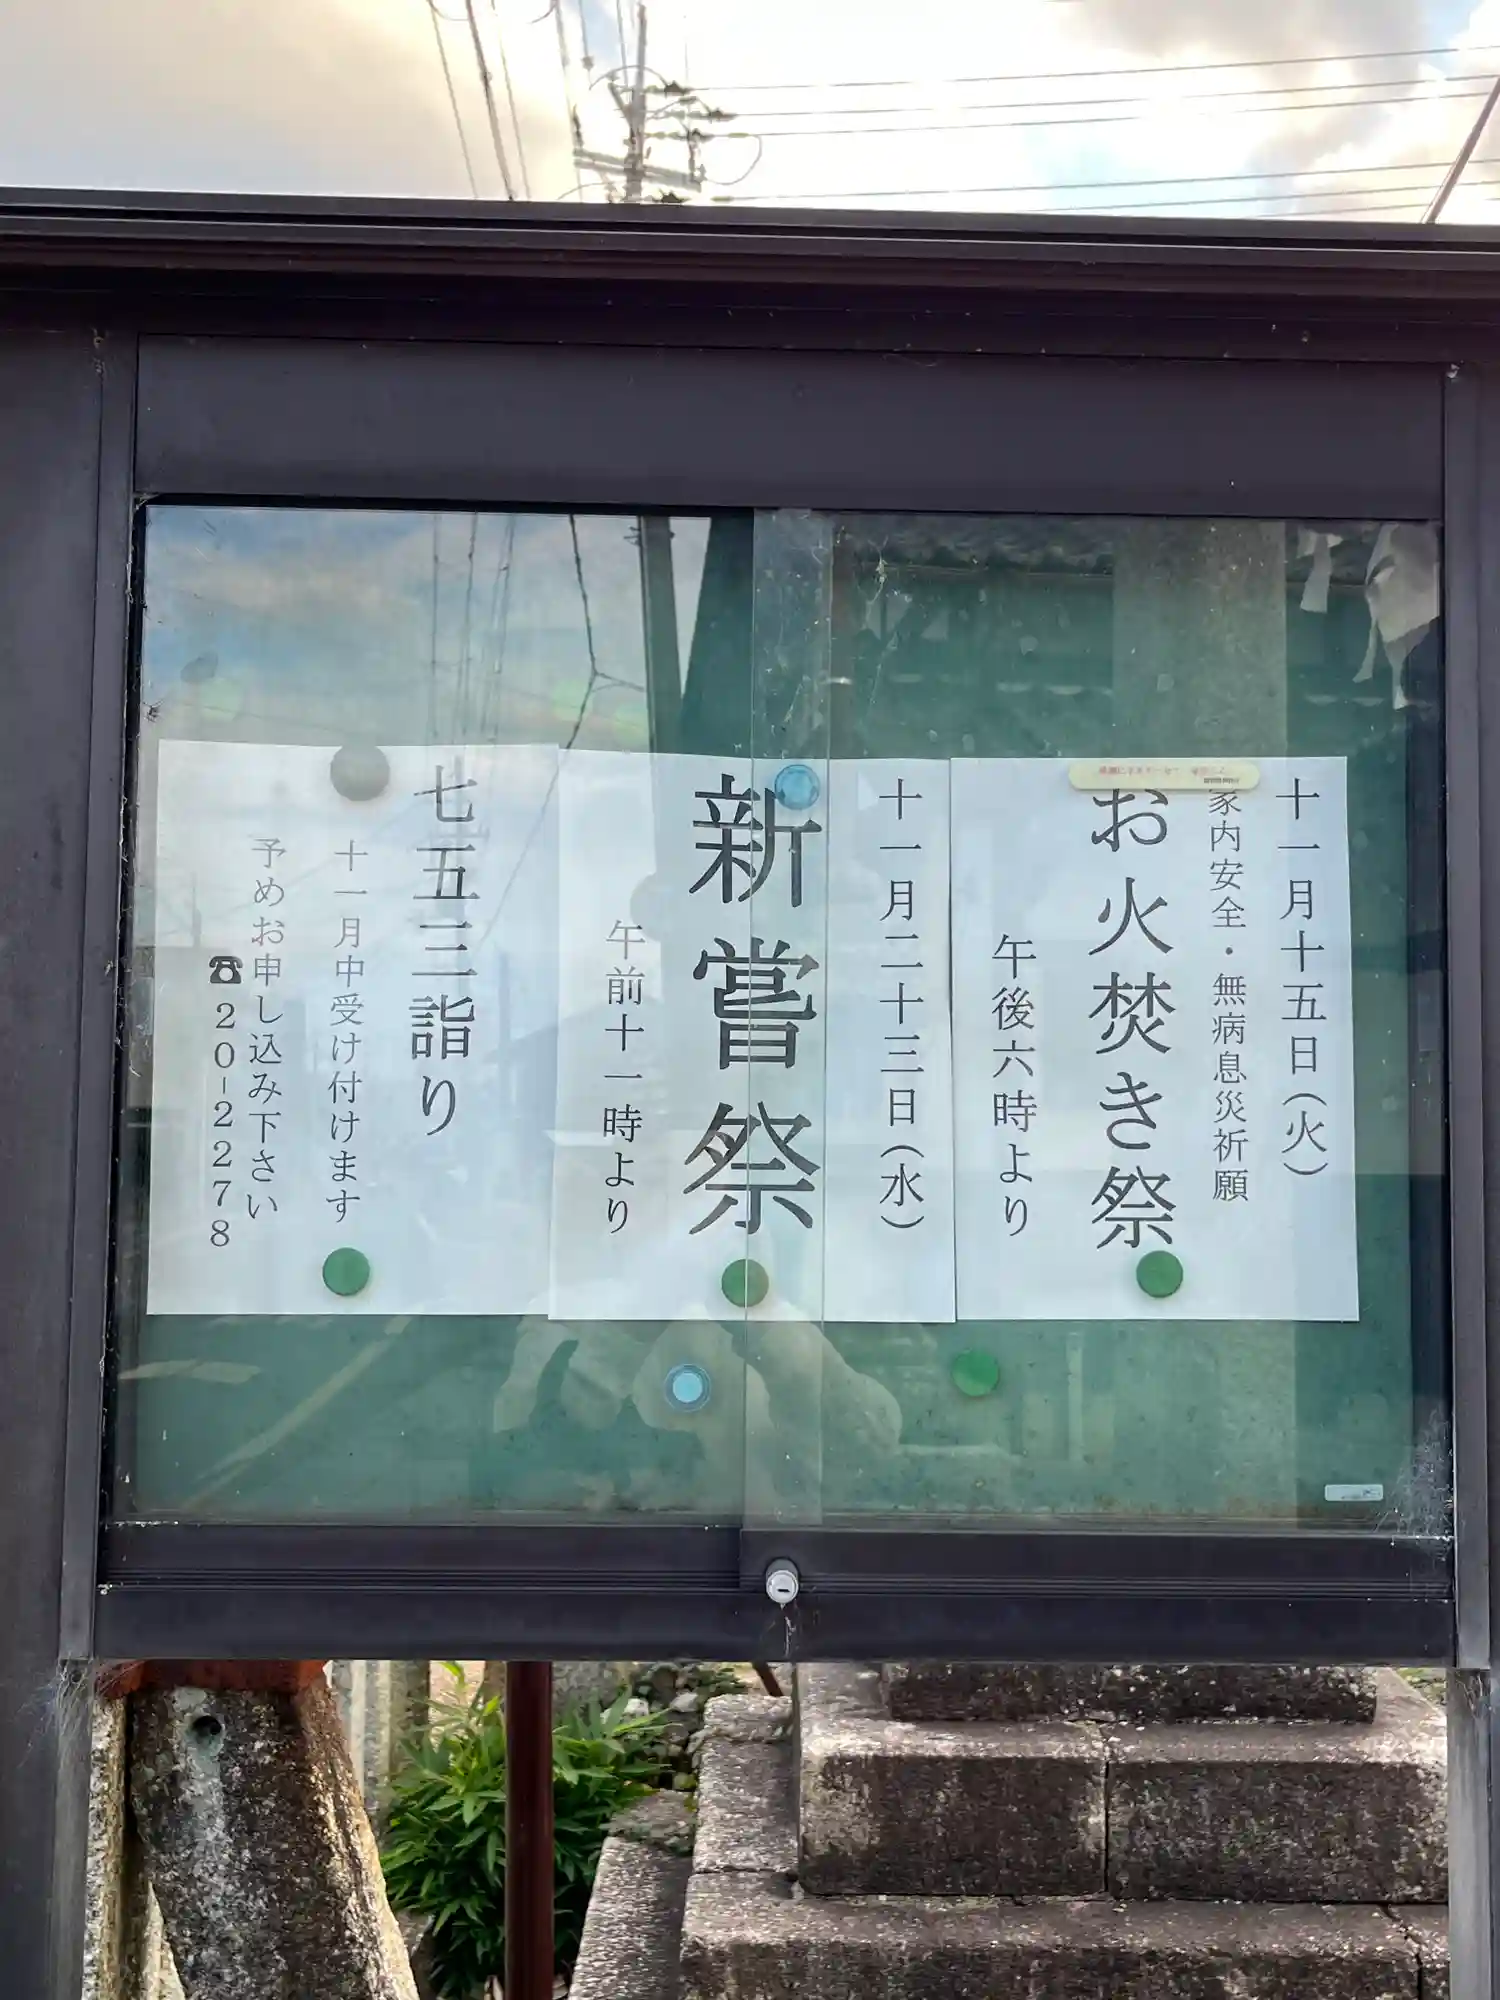 十一月十五日（火）
家内安全・無病息災祈願
お火焚き祭
午後六時より
十一月二十三日（水）
新嘗祭
午前十一時より
七五三詣り
十一月中受け付けます
予めお申し込み下さい
☎20-2278